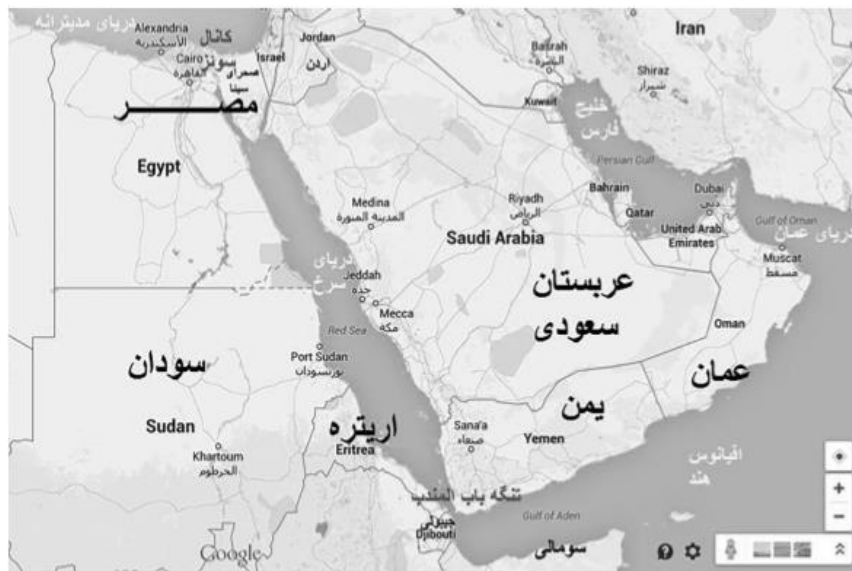 دریای مدیترانه
Alexandria
الأسكندرية
کانال
سوئز
Cairo
القاهرة
صحرای
سینا
Israel
Jordan
اردن
مصر
Egypt
Iran
Basrah
البصرة
Shiraz
شیراز
Kuwait
خلیج
فارس
Persian Gulf
Bahrain
Qatar
Dubai
دبي
United Arab
Emirates
Gulf of Oman
دریای عمان
Muscat
مسقط
Medina
المدينة المنورة
Riyadh
الرياض
Saudi Arabia
عربستان
سعودی
دریای
سرخ
Jeddah
جدة
Mecca
مكة
Red Sea
Oman
عمان
سودان
Port Sudan
بورتسودان
Sudan
Khartoum
الخرطوم
اریتره
Eritrea
یمن
Sana'a
صنعاء
Yemen
اقیانوس
هند
تنگه باب المندب
جیبوتی
Djibouti
Gulf of Aden
سومالی
Google